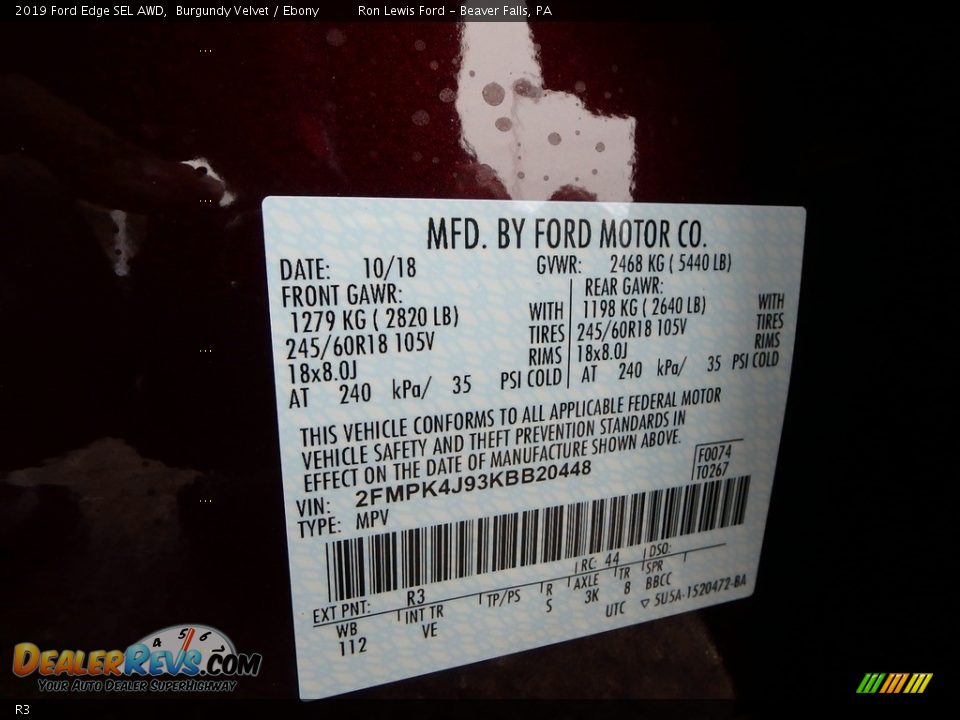 2019 Ford Edge SEL AWD, Burgundy Velvet / Ebony Ron Lewis Ford - Beaver Falls, PA
MFD. BY FORD MOTOR CO.
DATE: 10/18 GVWR: 2468 KG ( 5440 LB)
FRONT GAWR: REAR GAWR:
1279 KG ( 2820 LB) WITH 1198 KG ( 2640 LB) WITH
245/60R18 105V TIRES 245/60R18 105V TIRES
18x8.0J RIMS 18x8.0J RIMS
AT 240 kPa/ 35 PSI COLD AT 240 kPa/ 35 PSI COLD
THIS VEHICLE CONFORMS TO ALL APPLICABLE FEDERAL MOTOR
VEHICLE SAFETY AND THEFT PREVENTION STANDARDS IN
EFFECT ON THE DATE OF MANUFACTURE SHOWN ABOVE.
VIN: 2FMPK4J93KBB20448
TYPE: MPV
F0074
T0267
EXT PNT: R3 RC: 44 DSO:
WB INT TR TP/PS R AXLE TR SPR
112 VE S 3K 8 BBCC
UTC ▽ 5U5A-1520472-BA
4 5 6
DEALERREVS.COM
Your Auto Dealer SuperHighway
R3